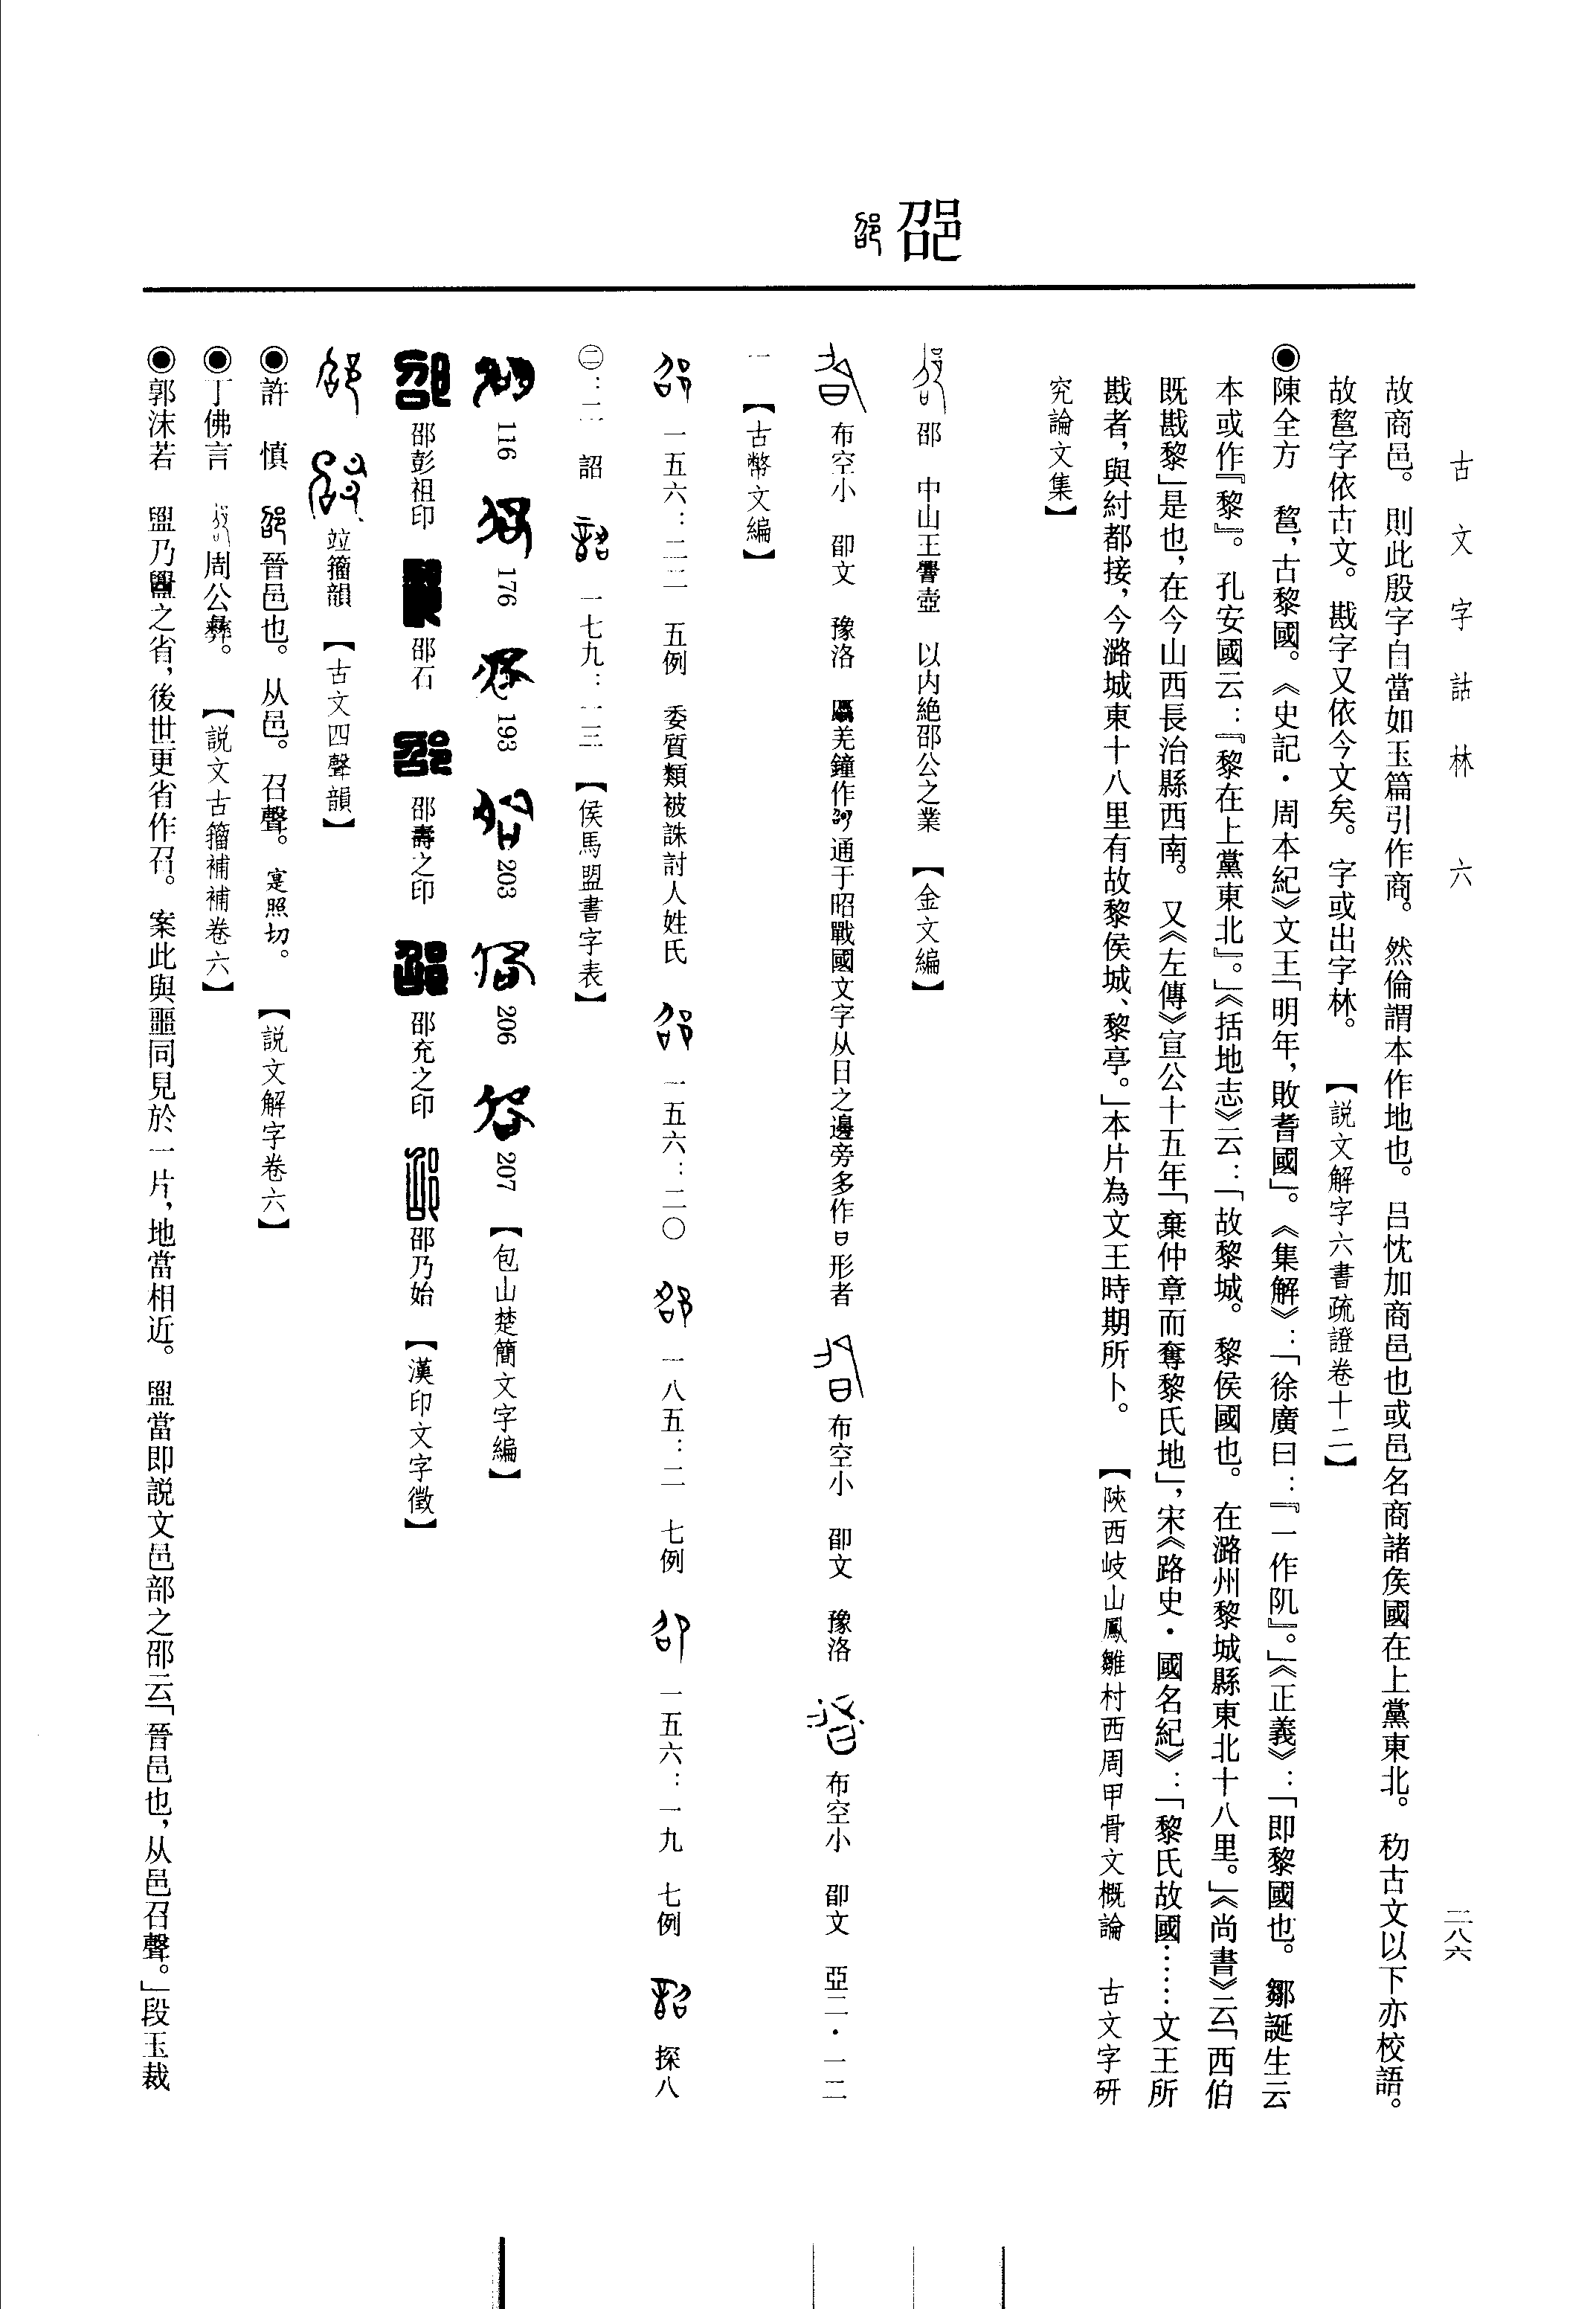 古文字詁林 六
二八六
邵
故商邑。則此殷字自當如玉篇引作商。然倫謂本作地也。呂忱加商邑也或邑名商諸矦國在上黨東北。𥝢古文以下亦校語。
故𨛫字依古文。戡字又依今文矣。字或出字林。【説文解字六書疏證卷十二】
◉陳全方 𨛫，古黎國。《史記·周本紀》文王「明年，敗耆國」。《集解》：「徐廣曰：『一作阢』。」《正義》：「即黎國也。鄒誕生云
本或作『黎』。孔安國云：『黎在上黨東北』。」《括地志》云：「故黎城。黎侯國也。在潞州黎城縣東北十八里。」《尚書》云「西伯
既戡黎」是也，在今山西長治縣西南。又《左傳》宣公十五年「棄仲章而奪黎氏地」，宋《路史·國名紀》：「黎氏故國……文王所
戡者，與紂都接，今潞城東十八里有故黎侯城、黎亭。」本片為文王時期所卜。【陝西岐山鳳雛村西周甲骨文概論 古文字研
究論文集】
邵 中山王𰯼壺 以内絶邵公之業 【金文編】
布空小 卲文 豫洛 羌鐘作 通于昭戰國文字从日之邊旁多作 形者 布空小 卲文 豫洛 布空小 卲文 亞二·一二
一 【古幣文編】
一五六：二二 五例 委質類被誅討人姓氏 一五六：二〇 一八五：二 七例 一五六：一九 七例 探八
㊁：二 詔 一七九：一三 【侯馬盟書字表】
116 176 193 203 206 207 【包山楚簡文字編】
邵彭祖印 邵石 邵壽之印 邵充之印 邵乃始 【漢印文字徵】
竝籀韻 【古文四聲韻】
◉許 慎 晉邑也。从邑。召聲。寔照切。 【説文解字卷六】
◉丁佛言 周公彝。 【説文古籀補補卷六】
◉郭沫若 乃 之省，後世更省作召。案此與噩同見於一片，地當相近。 當即説文邑部之邵云「晉邑也，从邑召聲。」段玉裁